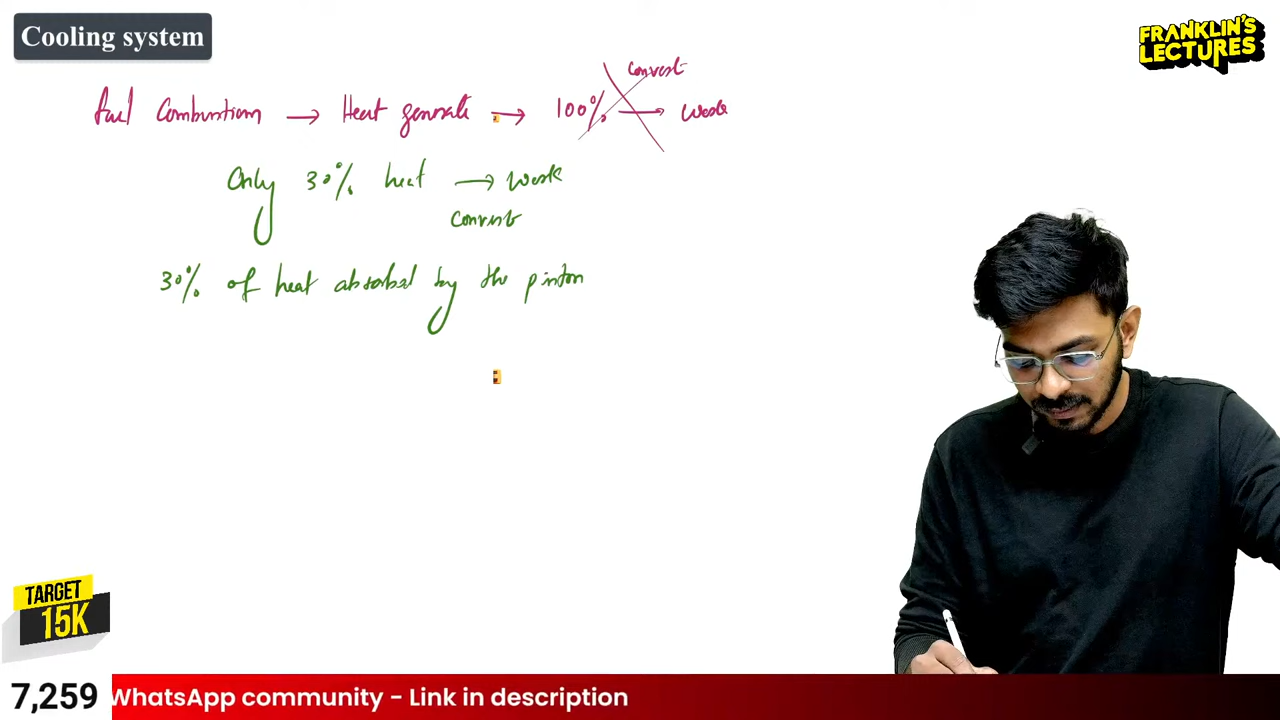 Cooling system
FRANKLIN'S
LECTURES
fuel Combustion → Heat generate → 100% → work
convert
Only 30% heat → work
Convert
30% of heat absorbed by the piston
TARGET
15K
7,259
WhatsApp community - Link in description